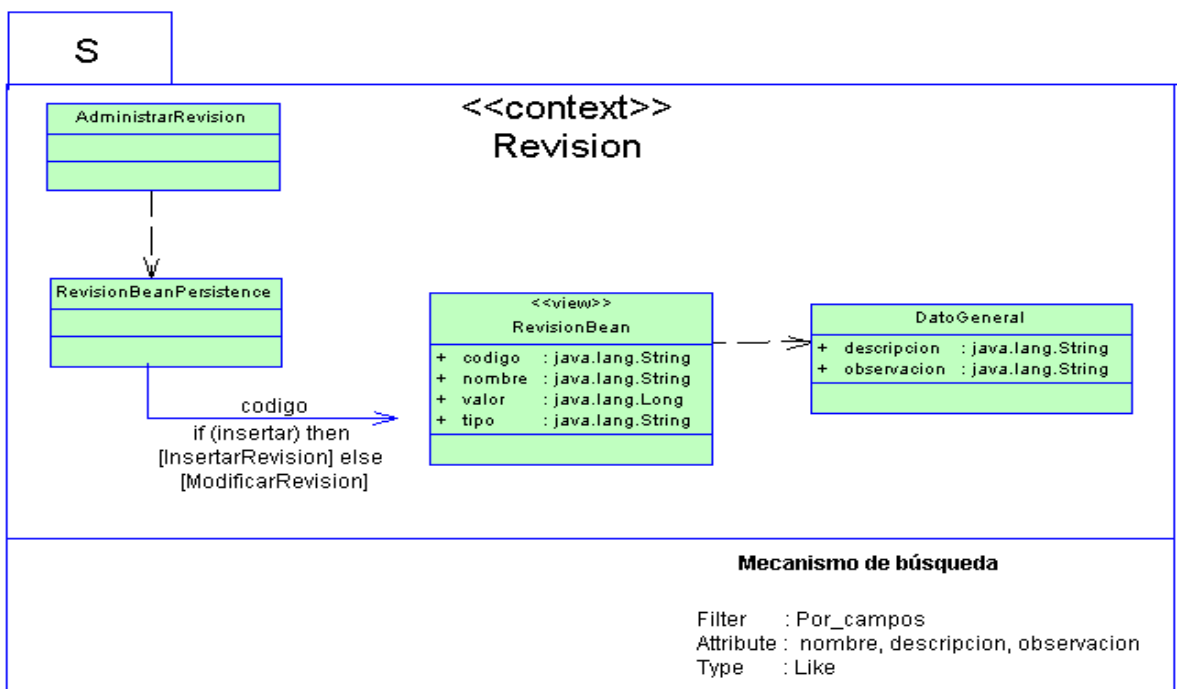 S
<<context>>
Revision
AdministrarRevision
RevisionBeanPersistence
codigo
if (insertar) then
[InsertarRevision] else
[ModificarRevision]
<<view>>
RevisionBean
+ codigo : java.lang.String
+ nombre : java.lang.String
+ valor : java.lang.Long
+ tipo : java.lang.String
DatoGeneral
+ descripcion : java.lang.String
+ observacion : java.lang.String
Mecanismo de búsqueda
Filter : Por_campos
Attribute : nombre, descripcion, observacion
Type : Like